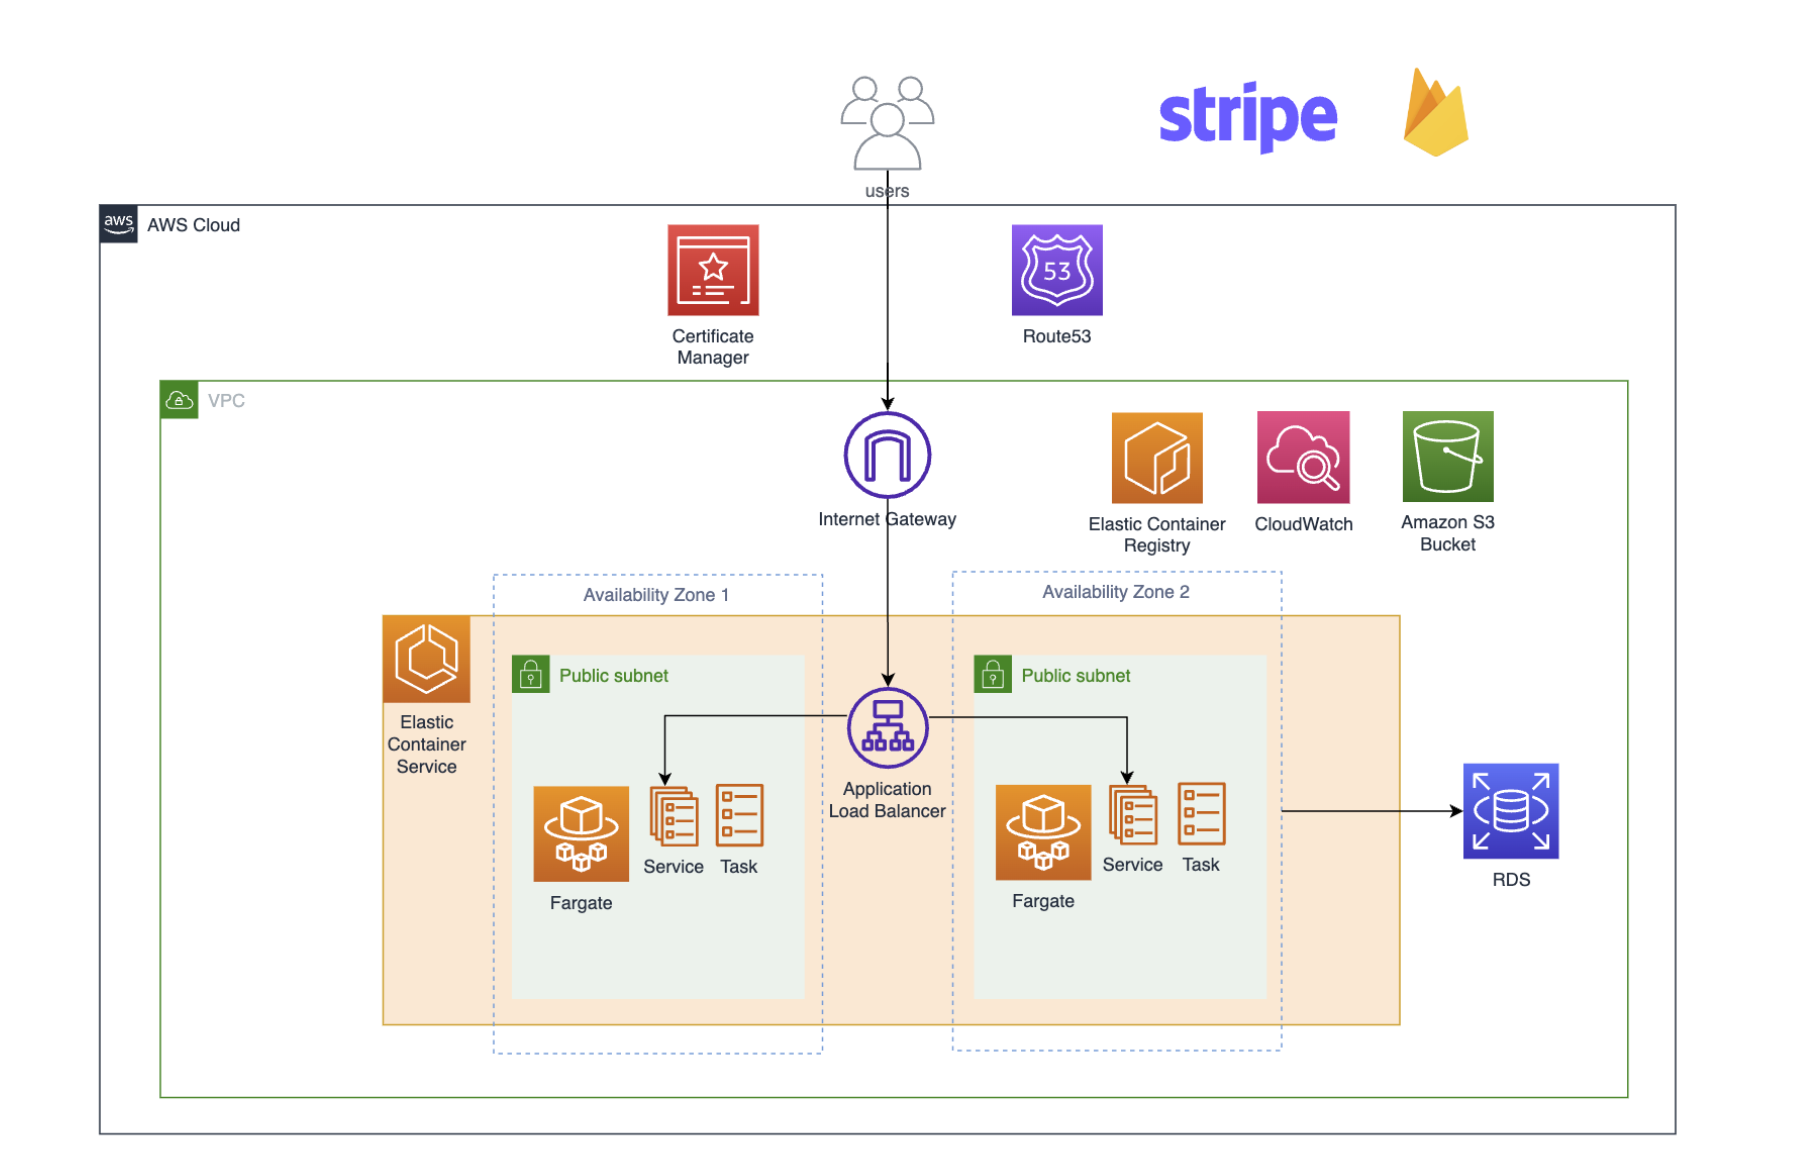 stripe
users
aws
AWS Cloud
53
Certificate
Manager
Route53
VPC
Internet Gateway
Elastic Container
Registry
CloudWatch
Amazon S3
Bucket
Availability Zone 1
Availability Zone 2
Elastic
Container
Service
Public subnet
Public subnet
Application
Load Balancer
Service
Task
Fargate
Service
Task
Fargate
RDS